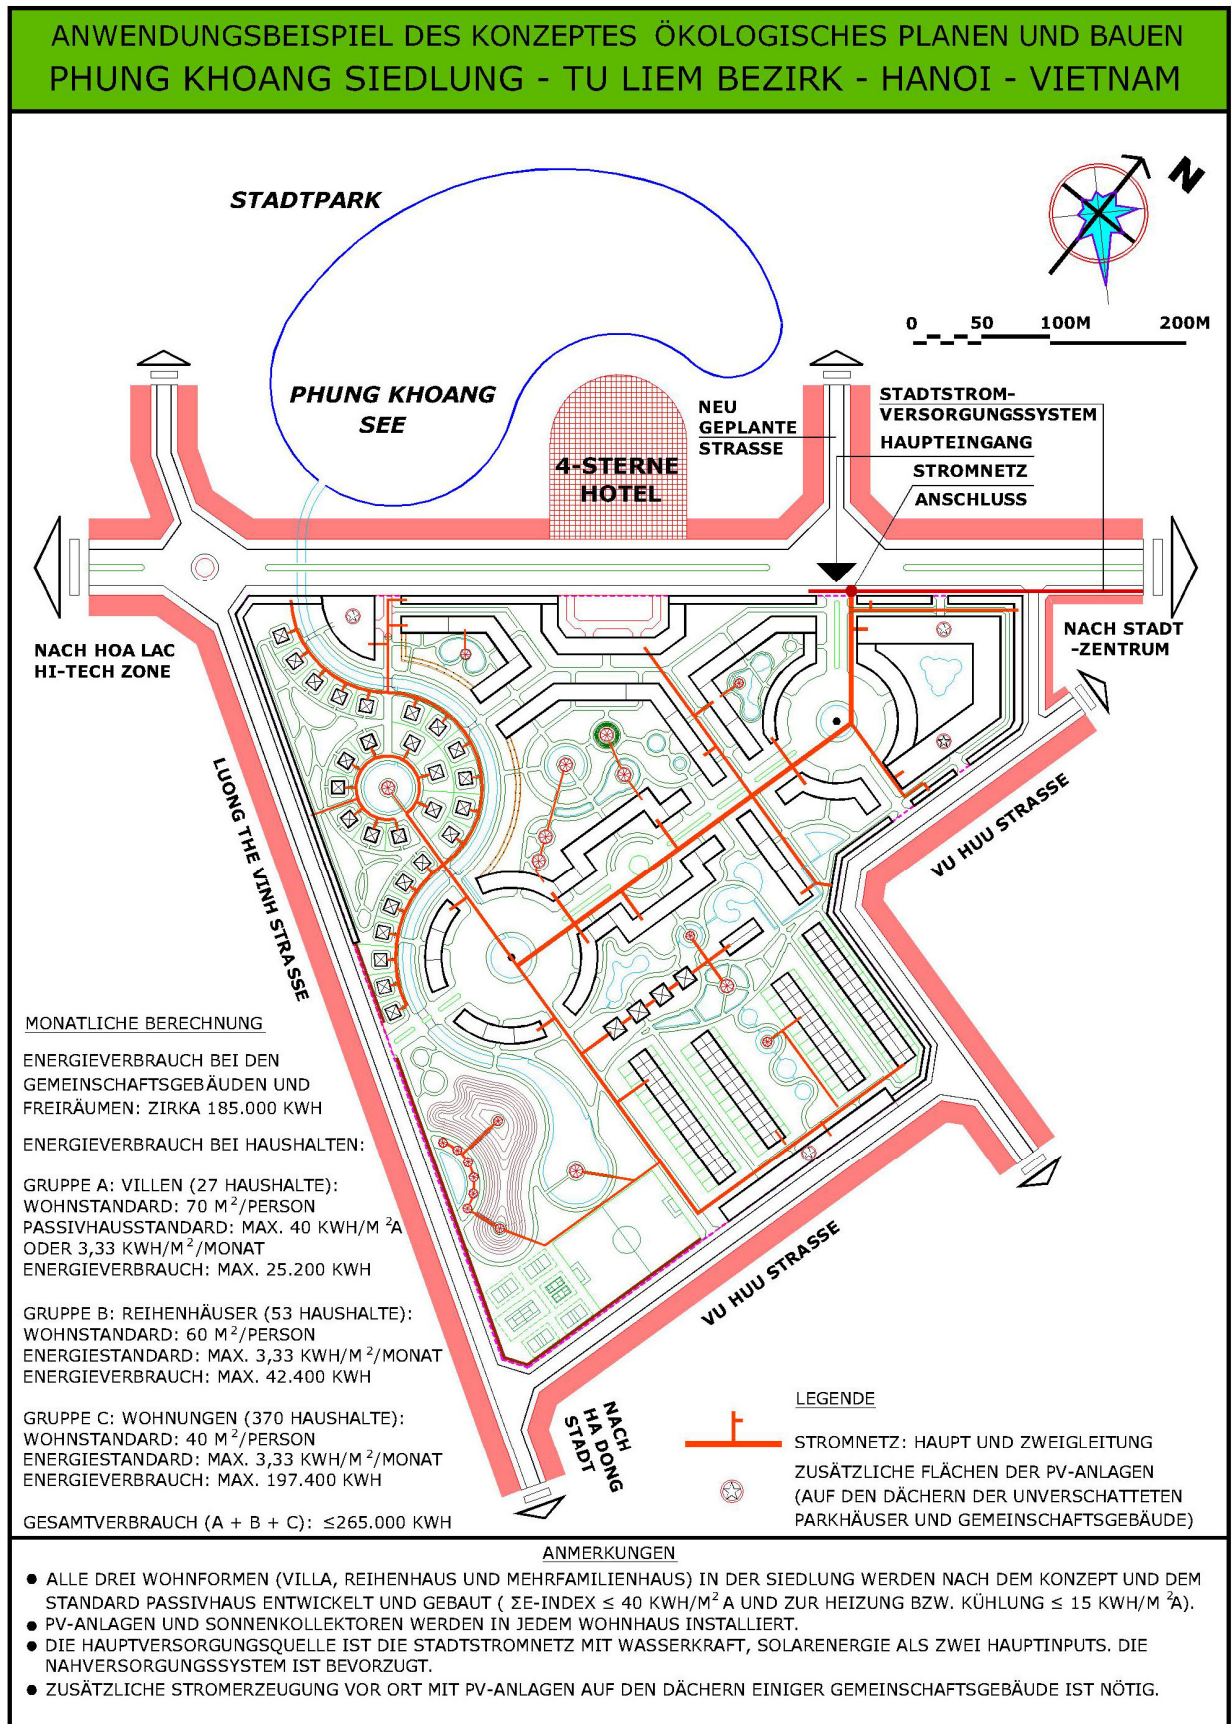 ANWENDUNGSBEISPIEL DES KONZEPTES ÖKOLOGISCHES PLANEN UND BAUEN
PHUNG KHOANG SIEDLUNG - TU LIEM BEZIRK - HANOI - VIETNAM
STADTPARK
N
0 50 100M 200M
PHUNG KHOANG
SEE
4-STERNE
HOTEL
NEU
GEPLANTE
STRASSE
STADTSTROM-
VERSORGUNGSSYSTEM
HAUPTEINGANG
STROMNETZ
ANSCHLUSS
NACH HOA LAC
HI-TECH ZONE
NACH STADT
-ZENTRUM
LUONG THE VINH STRASSE
VU HUU STRASSE
VU HUU STRASSE
NACH
HA DONG
STADT
MONATLICHE BERECHNUNG
ENERGIEVERBRAUCH BEI DEN
GEMEINSCHAFTSGEBÄUDEN UND
FREIRÄUMEN: ZIRKA 185.000 KWH
ENERGIEVERBRAUCH BEI HAUSHALTEN:
GRUPPE A: VILLEN (27 HAUSHALTE):
WOHNSTANDARD: 70 M²/PERSON
PASSIVHAUSSTANDARD: MAX. 40 KWH/M²A
ODER 3,33 KWH/M²/MONAT
ENERGIEVERBRAUCH: MAX. 25.200 KWH
GRUPPE B: REIHENHÄUSER (53 HAUSHALTE):
WOHNSTANDARD: 60 M²/PERSON
ENERGIESTANDARD: MAX. 3,33 KWH/M²/MONAT
ENERGIEVERBRAUCH: MAX. 42.400 KWH
GRUPPE C: WOHNUNGEN (370 HAUSHALTE):
WOHNSTANDARD: 40 M²/PERSON
ENERGIESTANDARD: MAX. 3,33 KWH/M²/MONAT
ENERGIEVERBRAUCH: MAX. 197.400 KWH
GESAMTVERBRAUCH (A + B + C): ≤265.000 KWH
LEGENDE
STROMNETZ: HAUPT UND ZWEIGLEITUNG
ZUSÄTZLICHE FLÄCHEN DER PV-ANLAGEN
(AUF DEN DÄCHERN DER UNVERSCHATTETEN
PARKHÄUSER UND GEMEINSCHAFTSGEBÄUDE)
ANMERKUNGEN
● ALLE DREI WOHNFORMEN (VILLA, REIHENHAUS UND MEHRFAMILIENHAUS) IN DER SIEDLUNG WERDEN NACH DEM KONZEPT UND DEM
STANDARD PASSIVHAUS ENTWICKELT UND GEBAUT ( ΣE-INDEX ≤ 40 KWH/M²A UND ZUR HEIZUNG BZW. KÜHLUNG ≤ 15 KWH/M²A).
● PV-ANLAGEN UND SONNENKOLLEKTOREN WERDEN IN JEDEM WOHNHAUS INSTALLIERT.
● DIE HAUPTVERSORGUNGSQUELLE IST DIE STADTSTROMNETZ MIT WASSERKRAFT, SOLARENERGIE ALS ZWEI HAUPTINPUTS. DIE
NAHVERSORGUNGSSYSTEM IST BEVORZUGT.
● ZUSÄTZLICHE STROMERZEUGUNG VOR ORT MIT PV-ANLAGEN AUF DEN DÄCHERN EINIGER GEMEINSCHAFTSGEBÄUDE IST NÖTIG.